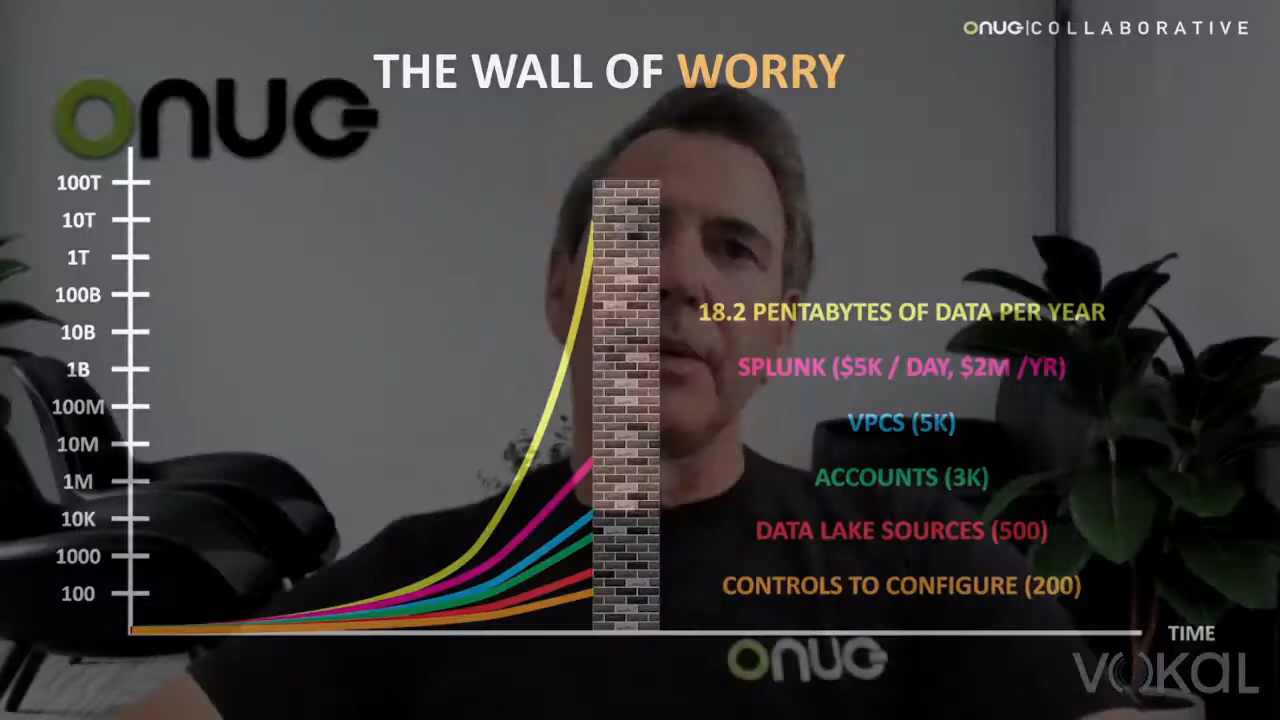 ONUG|COLLABORATIVE
THE WALL OF WORRY
ONUG
100T
10T
1T
100B
10B
1B
100M
10M
1M
10K
1000
100
18.2 PENTABYTES OF DATA PER YEAR
SPLUNK ($5K / DAY, $2M /YR)
VPCS (5K)
ACCOUNTS (3K)
DATA LAKE SOURCES (500)
CONTROLS TO CONFIGURE (200)
TIME
ONUG
VOKAL